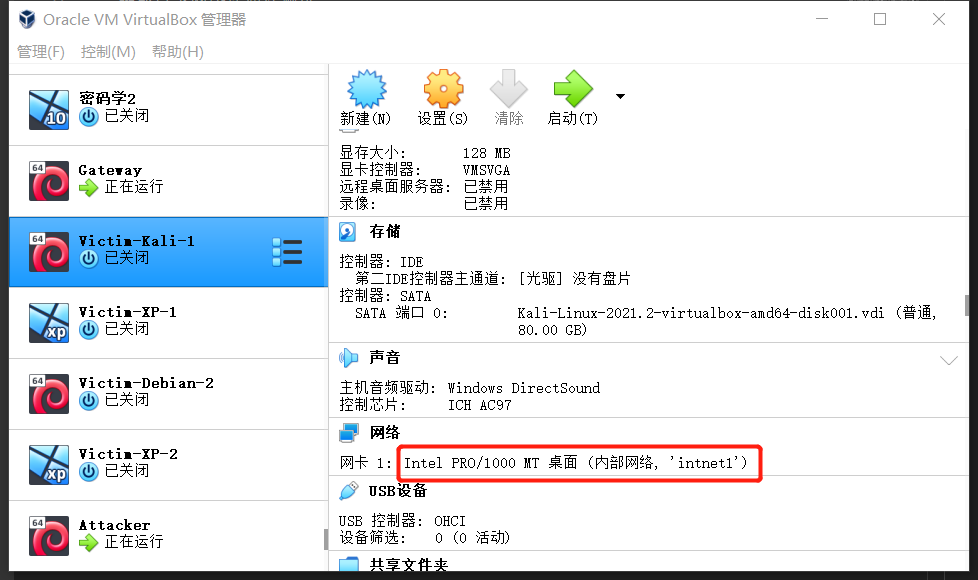 Oracle VM VirtualBox 管理器
管理(F) 控制(M) 帮助(H)
密码学2
10 已关闭
64 Gateway
正在运行
64 Victim-Kali-1
已关闭
Victim-XP-1
xp 已关闭
64 Victim-Debian-2
已关闭
Victim-XP-2
xp 已关闭
64 Attacker
正在运行
新建(N) 设置(S) 清除 启动(T)
显存大小: 128 MB
显卡控制器: VMSVGA
远程桌面服务器: 已禁用
录像: 已禁用
存储
控制器: IDE
第二IDE控制器主通道: [光驱] 没有盘片
控制器: SATA
SATA 端口 0: Kali-Linux-2021.2-virtualbox-amd64-disk001.vdi (普通,
80.00 GB)
声音
主机音频驱动: Windows DirectSound
控制芯片: ICH AC97
网络
网卡 1: Intel PRO/1000 MT 桌面 (内部网络, 'intnet1')
USB设备
USB 控制器: OHCI
设备筛选: 0 (0 活动)
共享文件夹